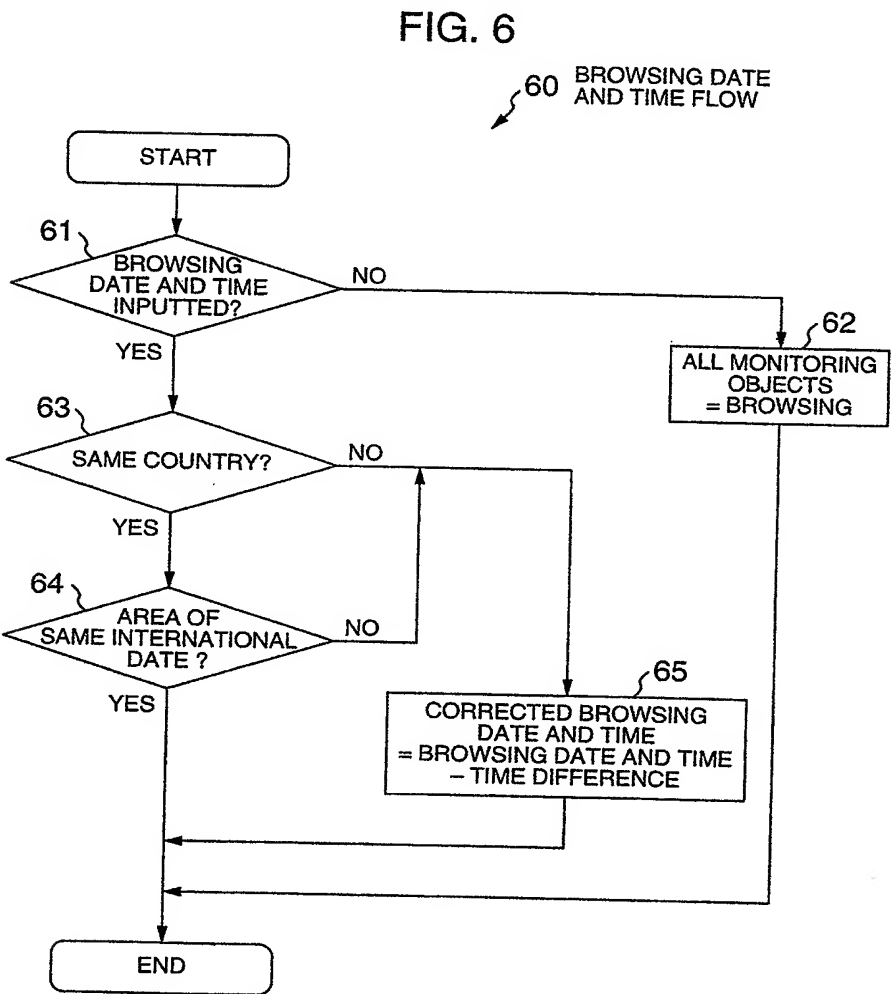 FIG. 6
60 BROWSING DATE
AND TIME FLOW
START
61
BROWSING
DATE AND TIME
INPUTTED?
NO
YES
62
ALL MONITORING
OBJECTS
= BROWSING
63
SAME COUNTRY?
NO
YES
64
AREA OF
SAME INTERNATIONAL
DATE ?
NO
YES
65
CORRECTED BROWSING
DATE AND TIME
= BROWSING DATE AND TIME
– TIME DIFFERENCE
END